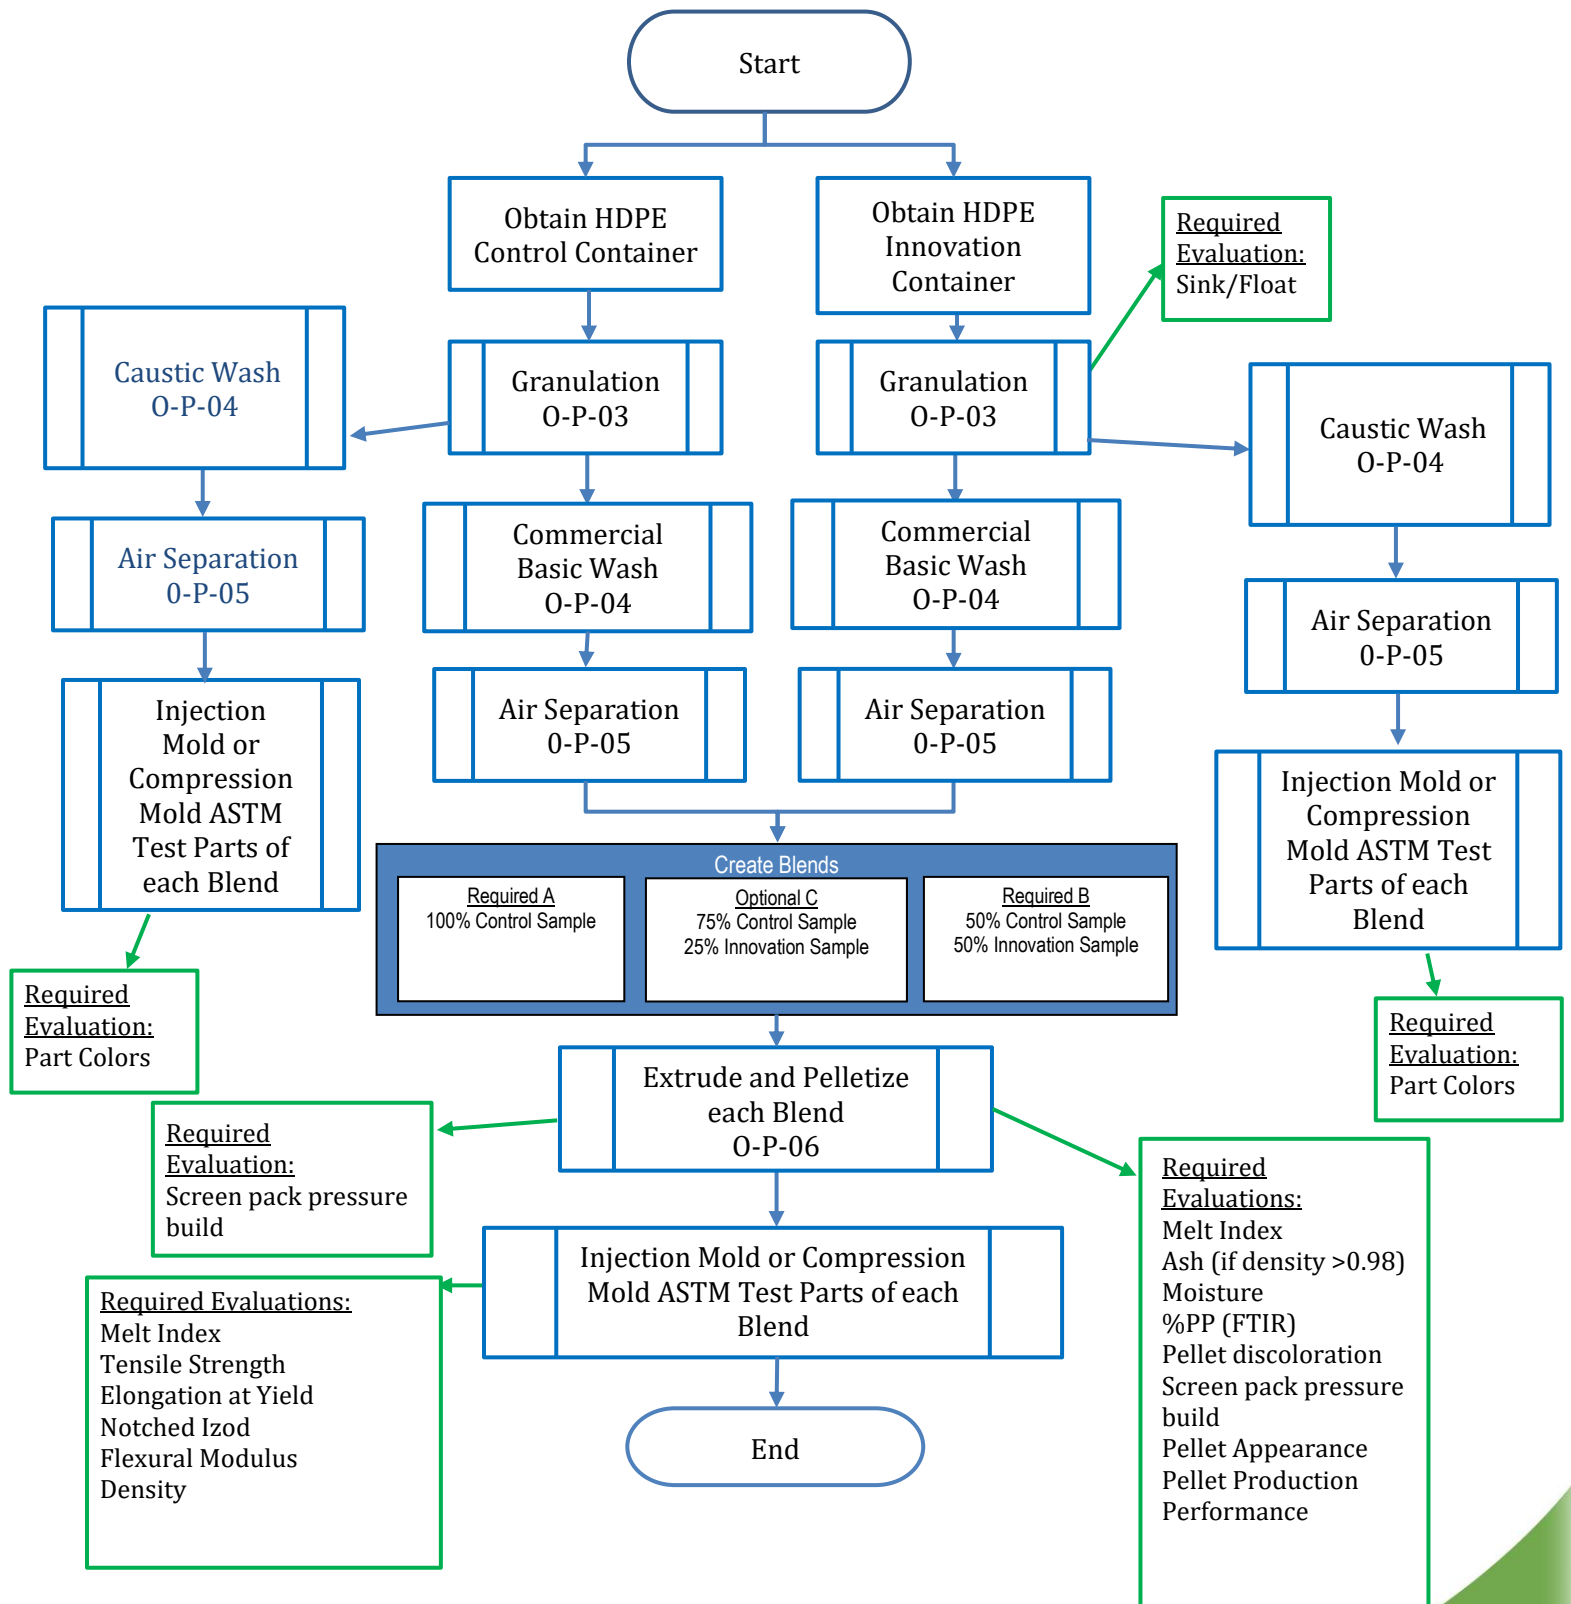 Start
Obtain HDPE
Control Container
Obtain HDPE
Innovation
Container
Required
Evaluation:
Sink/Float
Caustic Wash
O-P-04
Granulation
O-P-03
Granulation
O-P-03
Caustic Wash
O-P-04
Air Separation
0-P-05
Commercial
Basic Wash
O-P-04
Commercial
Basic Wash
O-P-04
Air Separation
0-P-05
Injection
Mold or
Compression
Mold ASTM
Test Parts of
each Blend
Air Separation
0-P-05
Air Separation
0-P-05
Injection Mold or
Compression
Mold ASTM Test
Parts of each
Blend
Create Blends
Required A
100% Control Sample
Optional C
75% Control Sample
25% Innovation Sample
Required B
50% Control Sample
50% Innovation Sample
Required
Evaluation:
Part Colors
Required
Evaluation:
Part Colors
Extrude and Pelletize
each Blend
O-P-06
Required
Evaluation:
Screen pack pressure
build
Required
Evaluations:
Melt Index
Ash (if density >0.98)
Moisture
%PP (FTIR)
Pellet discoloration
Screen pack pressure
build
Pellet Appearance
Pellet Production
Performance
Injection Mold or Compression
Mold ASTM Test Parts of each
Blend
Required Evaluations:
Melt Index
Tensile Strength
Elongation at Yield
Notched Izod
Flexural Modulus
Density
End